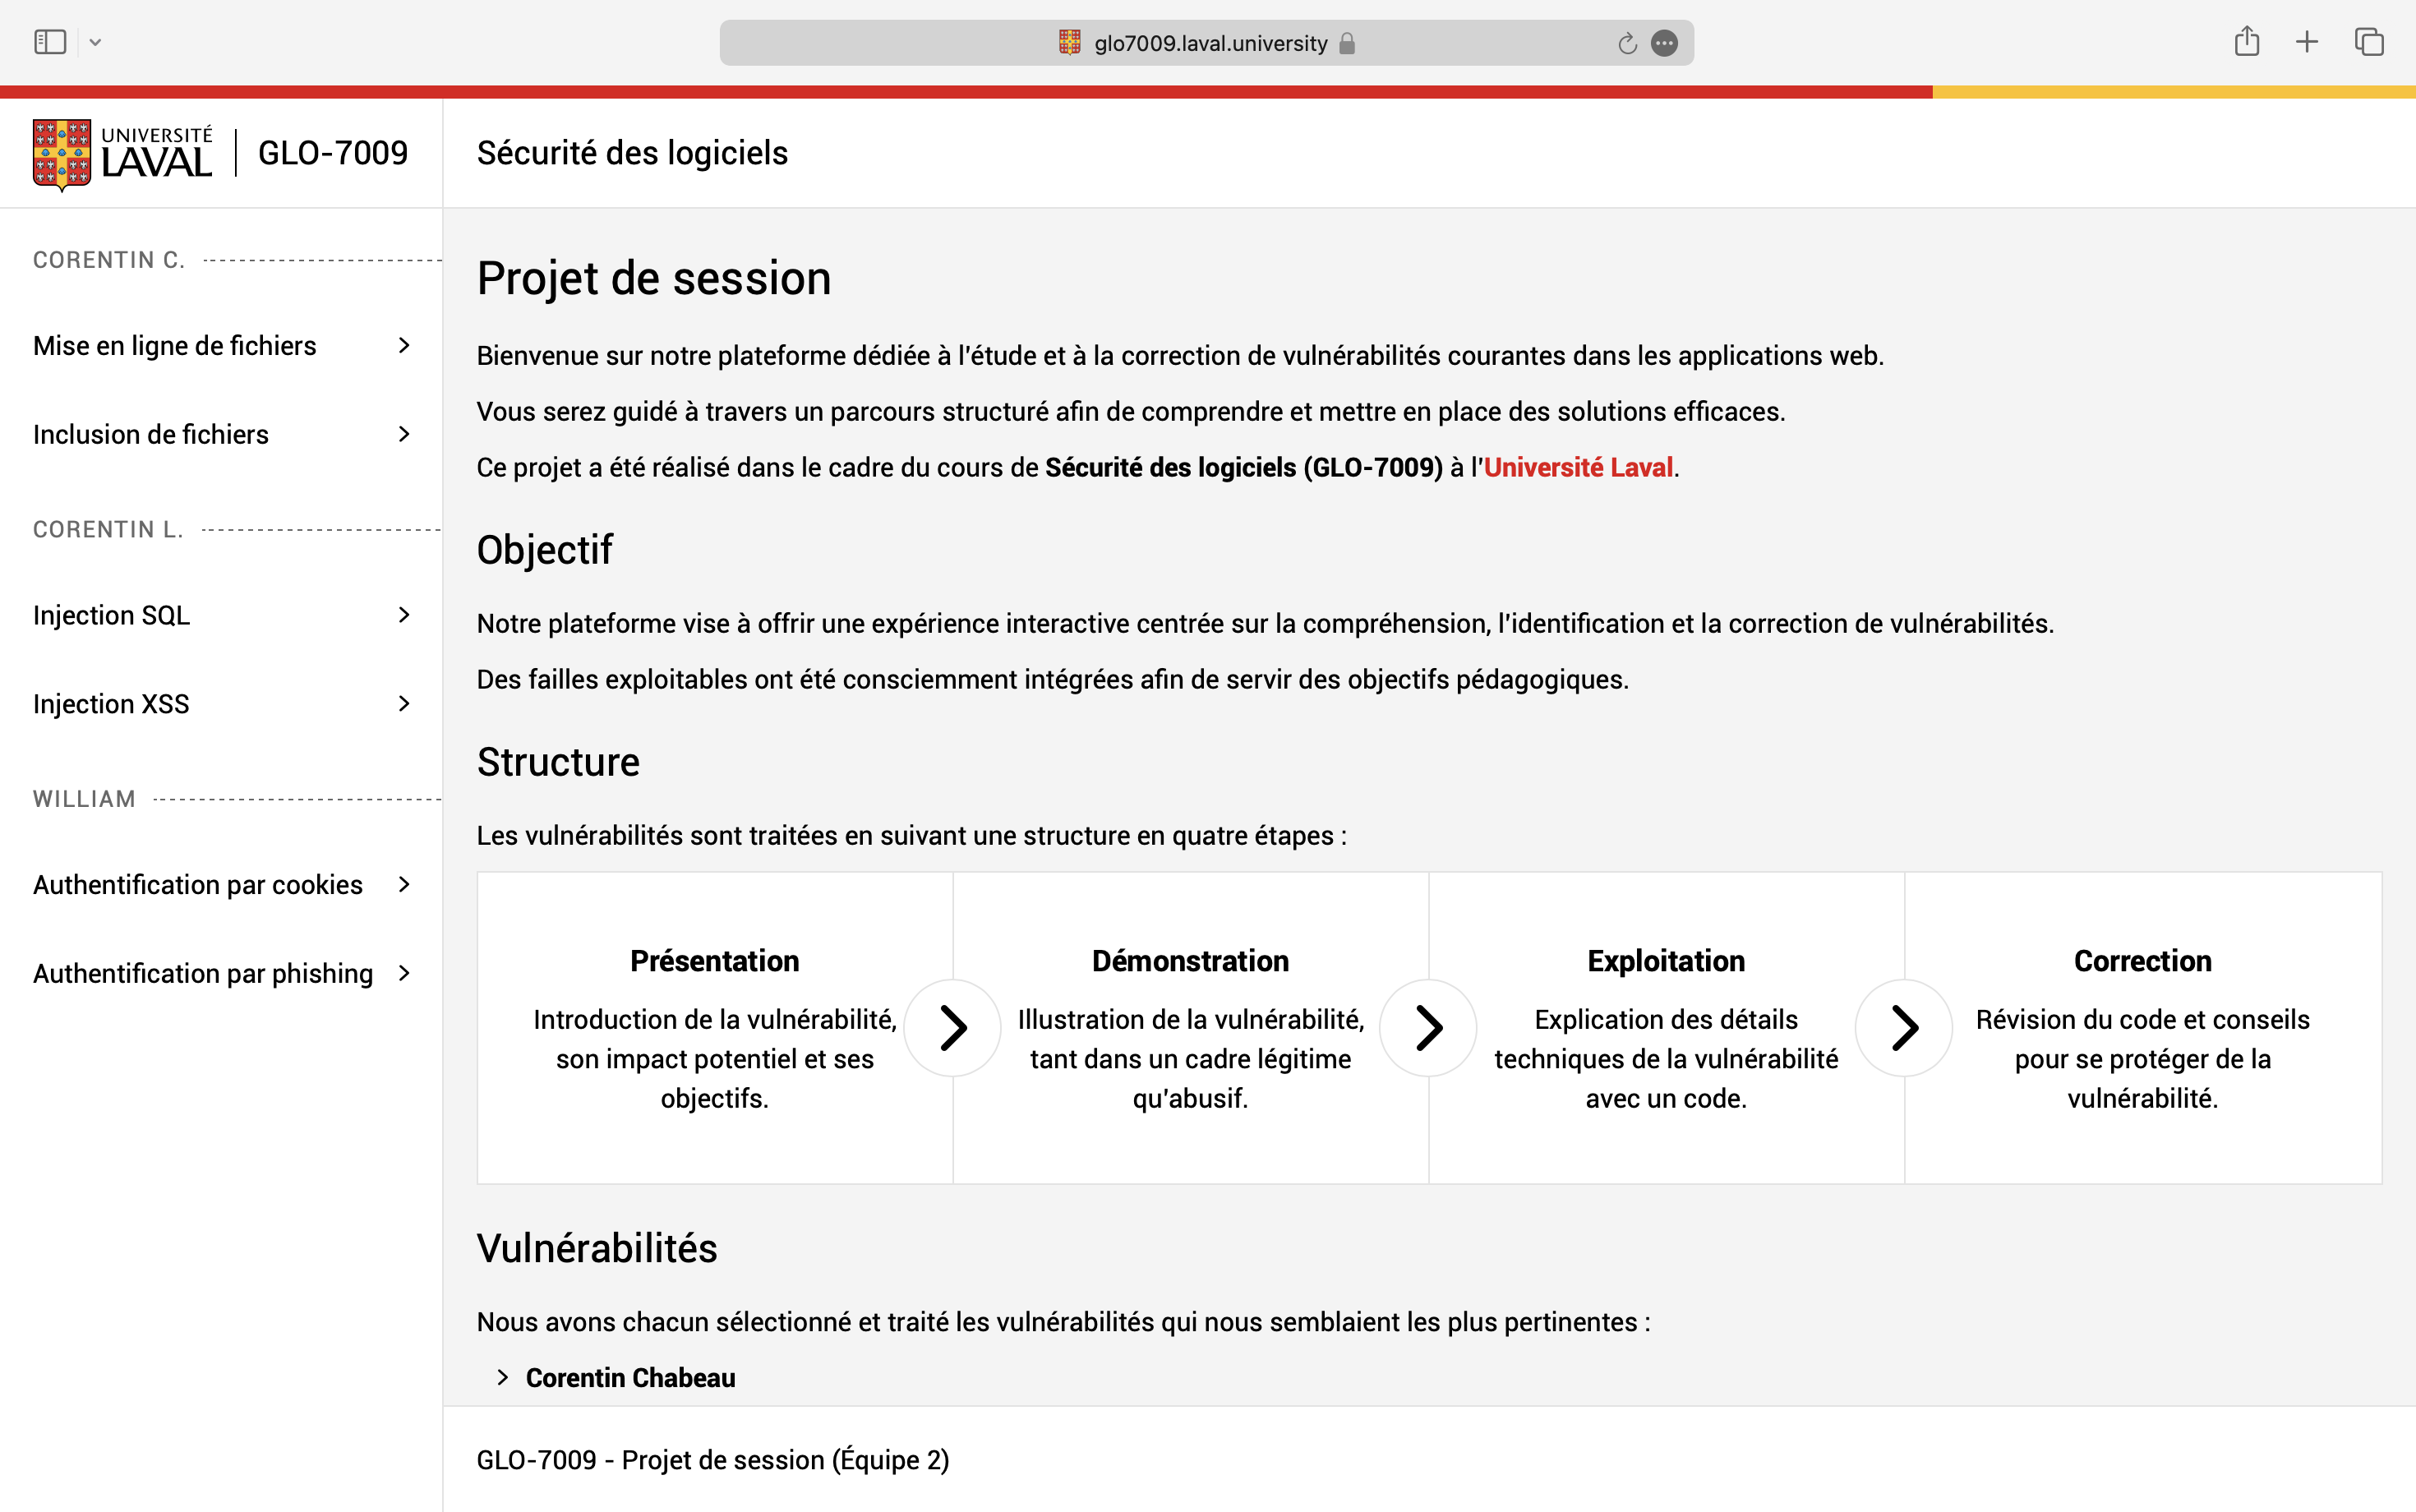 glo7009.laval.university
UNIVERSITÉ
LAVAL
GLO-7009
Sécurité des logiciels
CORENTIN C.
Mise en ligne de fichiers
Inclusion de fichiers
CORENTIN L.
Injection SQL
Injection XSS
WILLIAM
Authentification par cookies
Authentification par phishing
Projet de session
Bienvenue sur notre plateforme dédiée à l'étude et à la correction de vulnérabilités courantes dans les applications web.
Vous serez guidé à travers un parcours structuré afin de comprendre et mettre en place des solutions efficaces.
Ce projet a été réalisé dans le cadre du cours de Sécurité des logiciels (GLO-7009) à l'Université Laval.
Objectif
Notre plateforme vise à offrir une expérience interactive centrée sur la compréhension, l'identification et la correction de vulnérabilités.
Des failles exploitables ont été consciemment intégrées afin de servir des objectifs pédagogiques.
Structure
Les vulnérabilités sont traitées en suivant une structure en quatre étapes :
Présentation
Introduction de la vulnérabilité,
son impact potentiel et ses
objectifs.
Démonstration
Illustration de la vulnérabilité,
tant dans un cadre légitime
qu'abusif.
Exploitation
Explication des détails
techniques de la vulnérabilité
avec un code.
Correction
Révision du code et conseils
pour se protéger de la
vulnérabilité.
Vulnérabilités
Nous avons chacun sélectionné et traité les vulnérabilités qui nous semblaient les plus pertinentes :
Corentin Chabeau
GLO-7009 - Projet de session (Équipe 2)